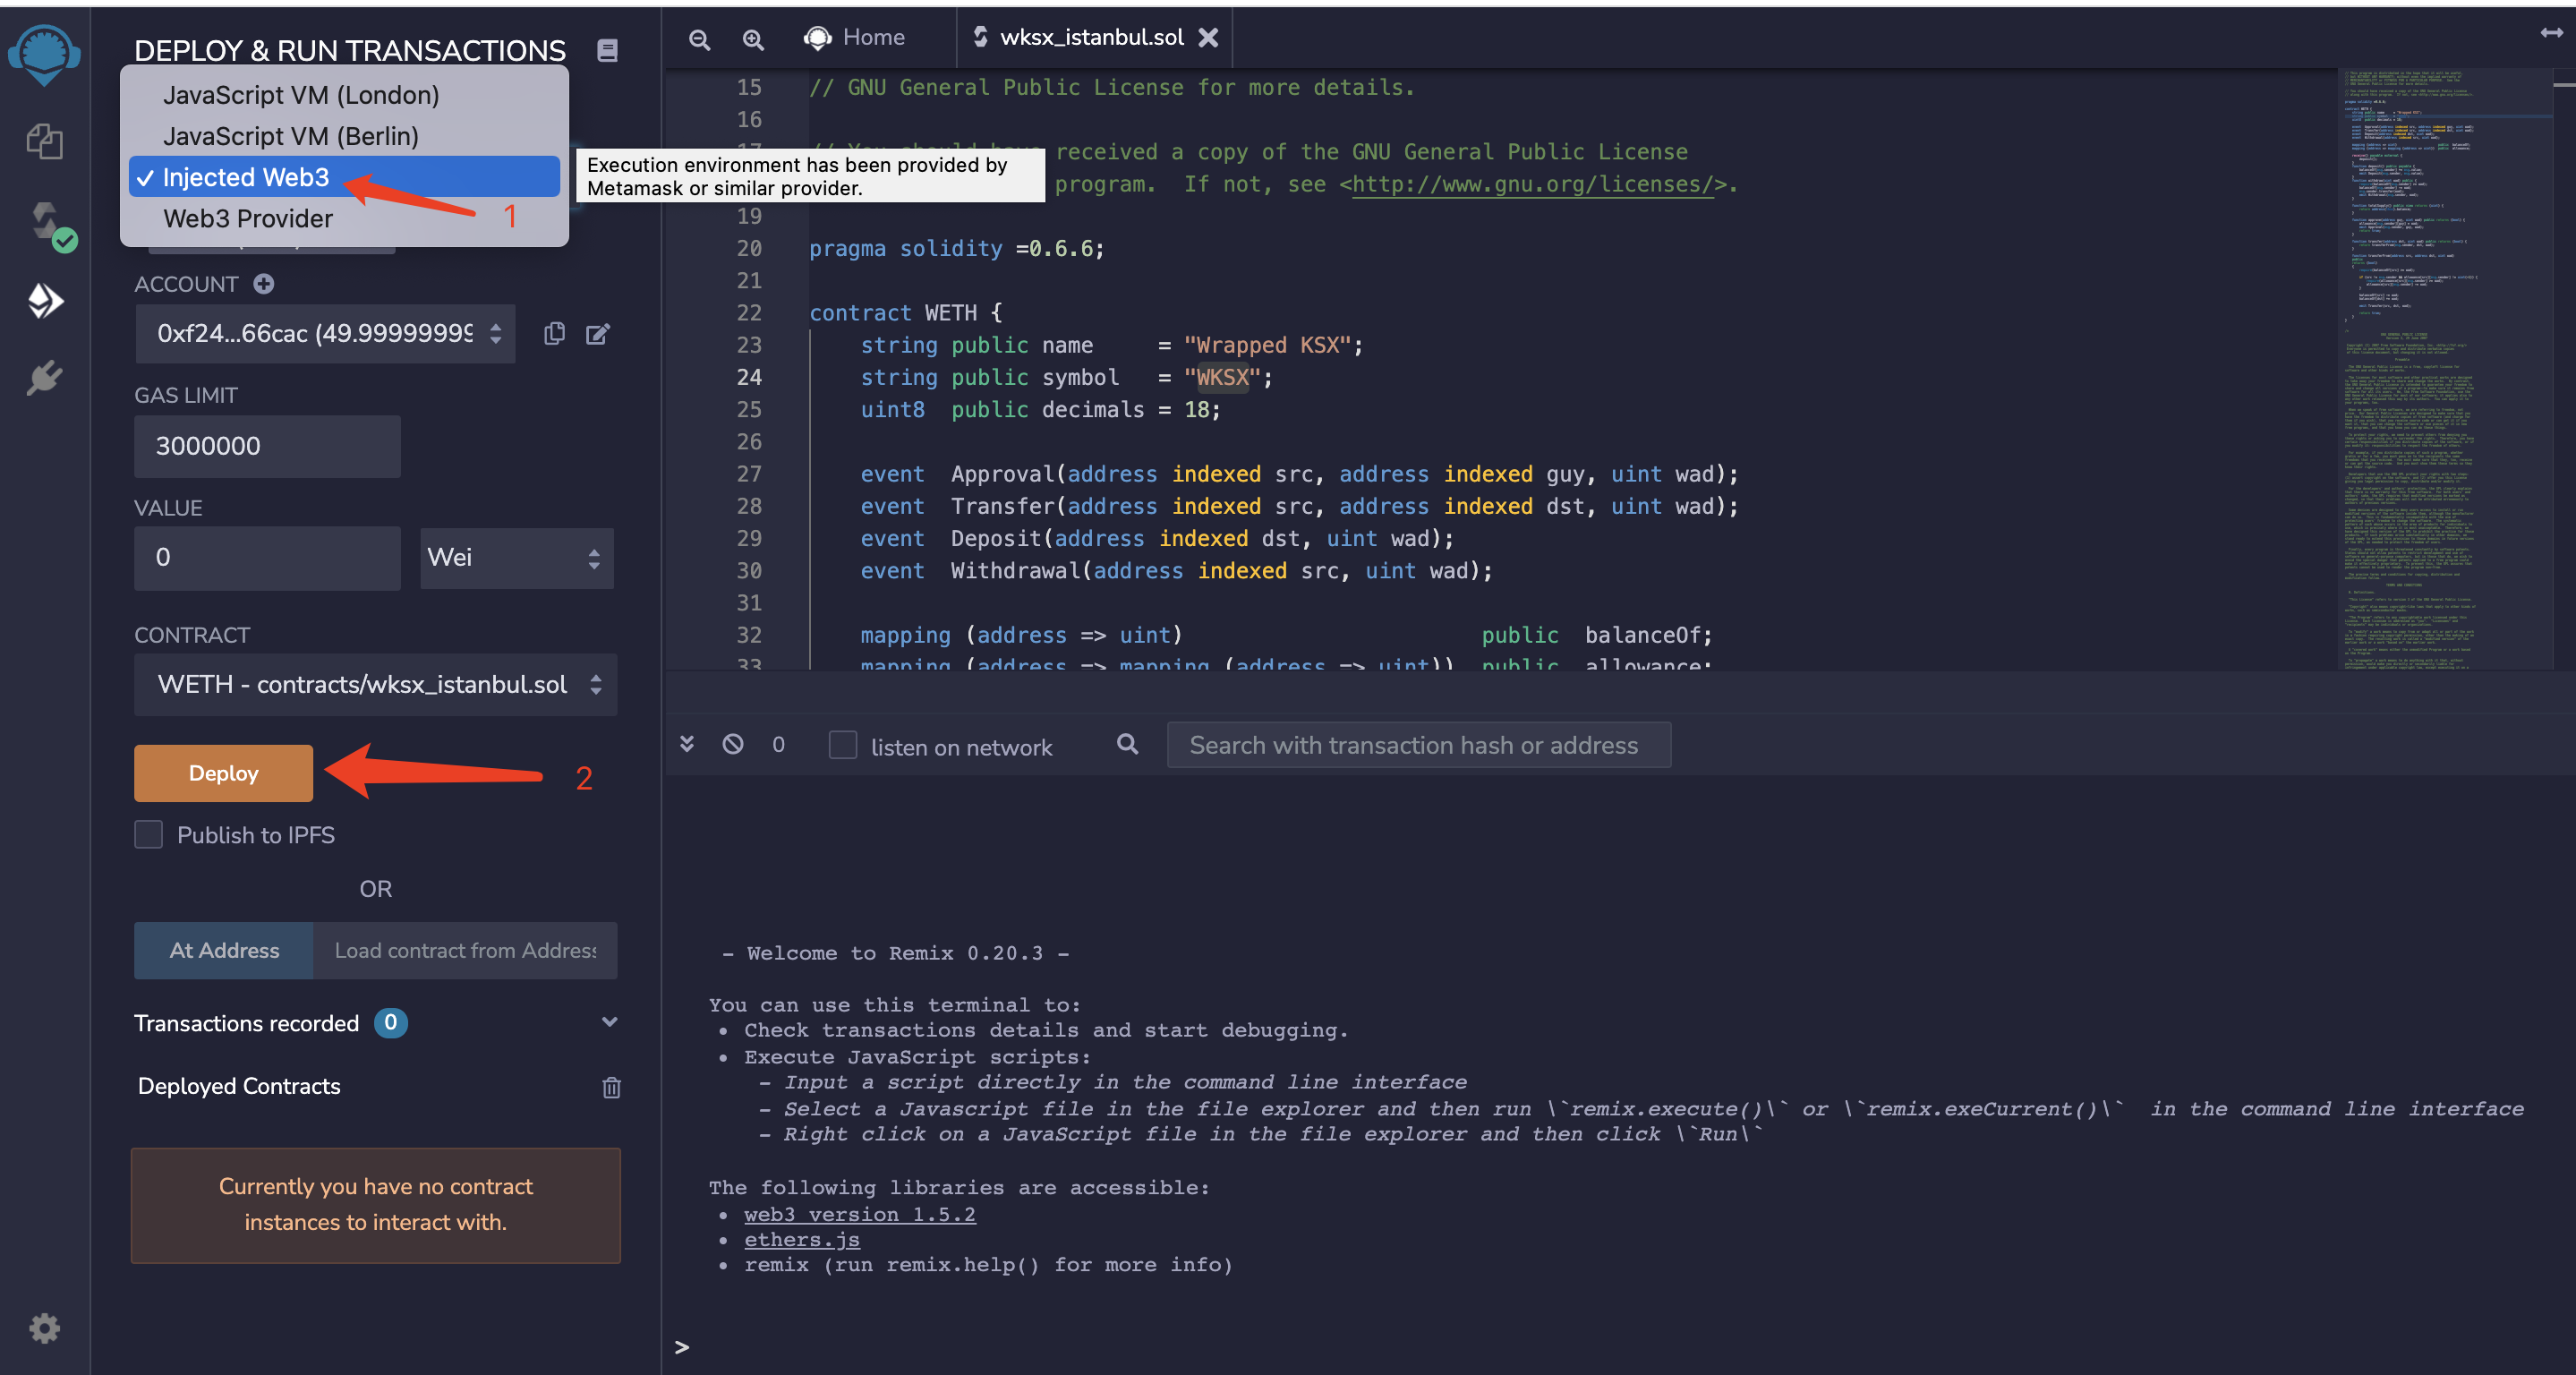 DEPLOY & RUN TRANSACTIONS
JavaScript VM (London)
JavaScript VM (Berlin)
✓ Injected Web3
Web3 Provider
1
Execution environment has been provided by
Metamask or similar provider.
ACCOUNT
0xf24...66cac (49.99999999
GAS LIMIT
3000000
VALUE
0
Wei
CONTRACT
WETH - contracts/wksx_istanbul.sol
Deploy
2
Publish to IPFS
OR
At Address
Load contract from Address
Transactions recorded 0
Deployed Contracts
Currently you have no contract
instances to interact with.
Home
wksx_istanbul.sol
15 // GNU General Public License for more details.
16
received a copy of the GNU General Public License
program.  If not, see <http://www.gnu.org/licenses/>.
19
20 pragma solidity =0.6.6;
21
22 contract WETH {
23 string public name     = "Wrapped KSX";
24 string public symbol   = "WKSX";
25 uint8  public decimals = 18;
26
27 event  Approval(address indexed src, address indexed guy, uint wad);
28 event  Transfer(address indexed src, address indexed dst, uint wad);
29 event  Deposit(address indexed dst, uint wad);
30 event  Withdrawal(address indexed src, uint wad);
31
32 mapping (address => uint)                       public  balanceOf;
33 mapping (address => mapping (address => uint))  public  allowance;
0
listen on network
Search with transaction hash or address
- Welcome to Remix 0.20.3 -
You can use this terminal to:
• Check transactions details and start debugging.
• Execute JavaScript scripts:
- Input a script directly in the command line interface
- Select a Javascript file in the file explorer and then run \`remix.execute()\` or \`remix.exeCurrent()\`  in the command line interface
- Right click on a JavaScript file in the file explorer and then click \`Run\`
The following libraries are accessible:
• web3 version 1.5.2
• ethers.js
• remix (run remix.help() for more info)
>